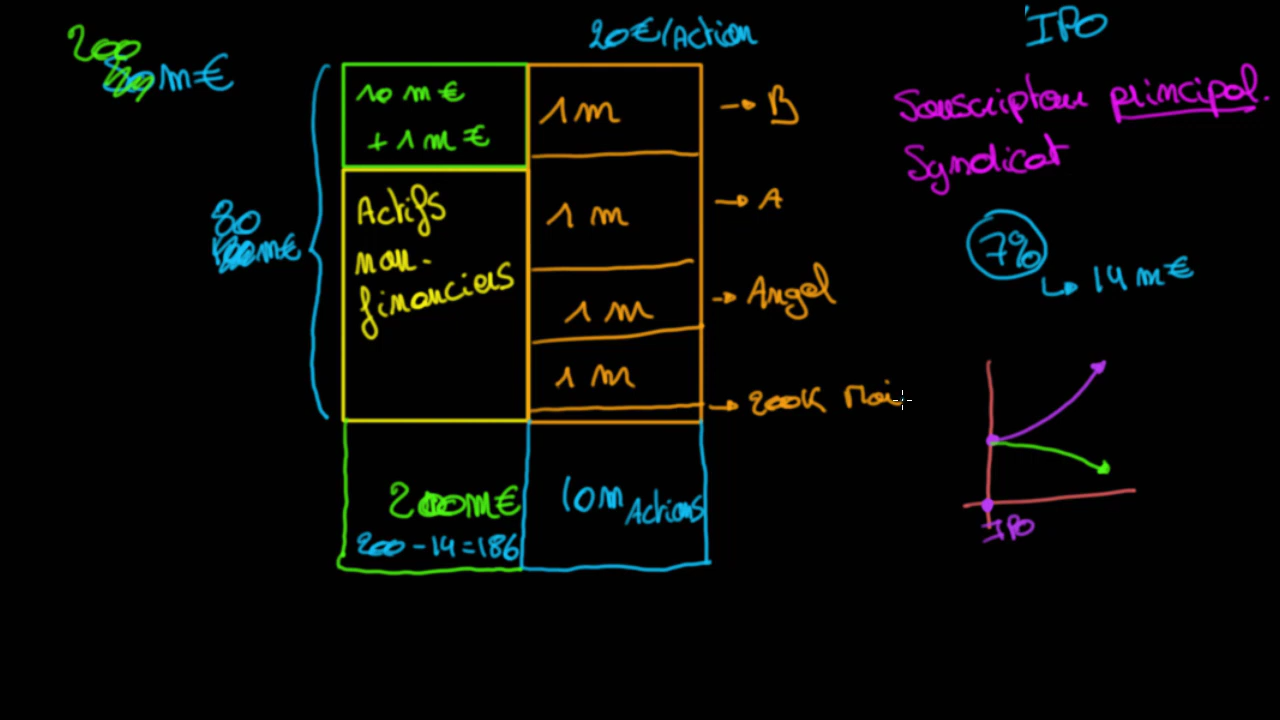 20€/Action
IPO
200
m€
10 m €
+ 1 m €
1 m
→ B
Souscripteur principal.
Syndicat
Actifs
non-
financiers
1 m
→ A
80
m€
7%
14 m €
1 m
→ Angel
1 m
→ 200K Moi
200m€
10m Actions
200 - 14 = 186
IPO